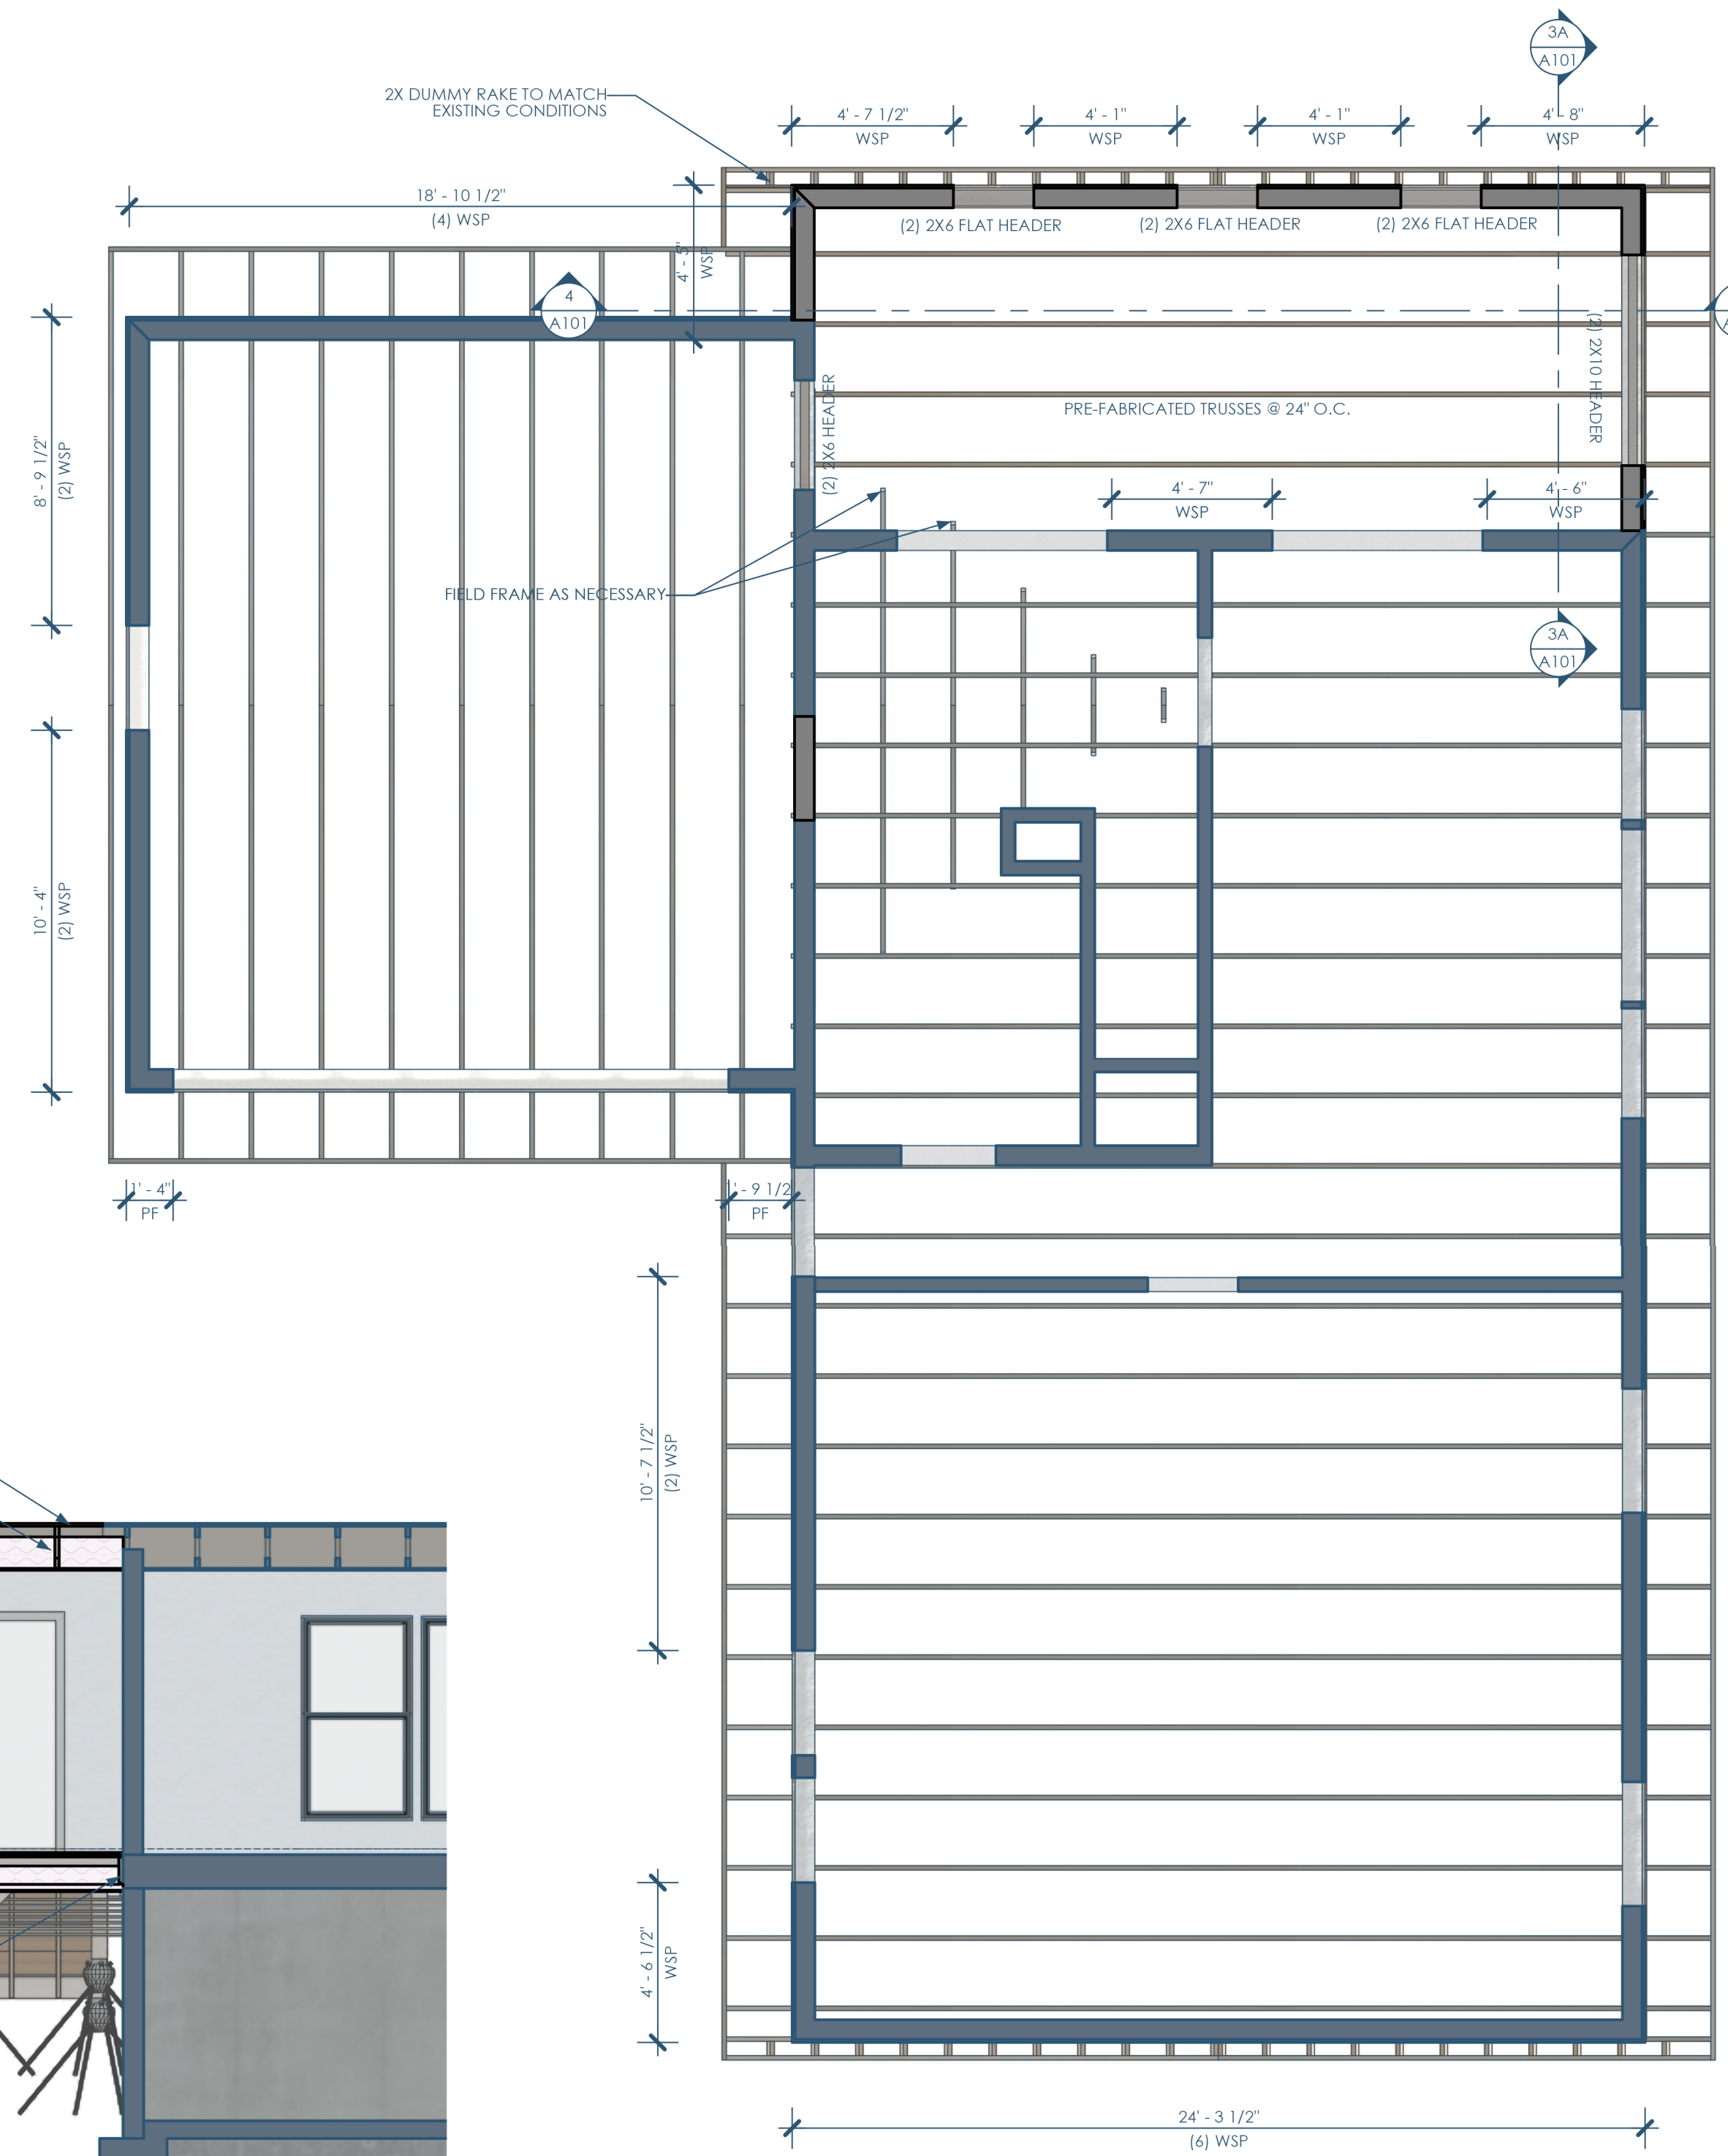 3A
A101
2X DUMMY RAKE TO MATCH
EXISTING CONDITIONS
4' - 7 1/2"
WSP
4' - 1"
WSP
4' - 1"
WSP
4' - 8"
WSP
18' - 10 1/2"
(4) WSP
4' - 5"
WSP
(2) 2X6 FLAT HEADER
(2) 2X6 FLAT HEADER
(2) 2X6 FLAT HEADER
4
A101
(2) 2X10 HEADER
(2) 2X6 HEADER
PRE-FABRICATED TRUSSES @ 24" O.C.
8' - 9 1/2"
(2) WSP
4' - 7"
WSP
4' - 6"
WSP
FIELD FRAME AS NECESSARY
3A
A101
10' - 4"
(2) WSP
1' - 4"
PF
1' - 9 1/2"
PF
10' - 7 1/2"
(2) WSP
4' - 6 1/2"
WSP
24' - 3 1/2"
(6) WSP